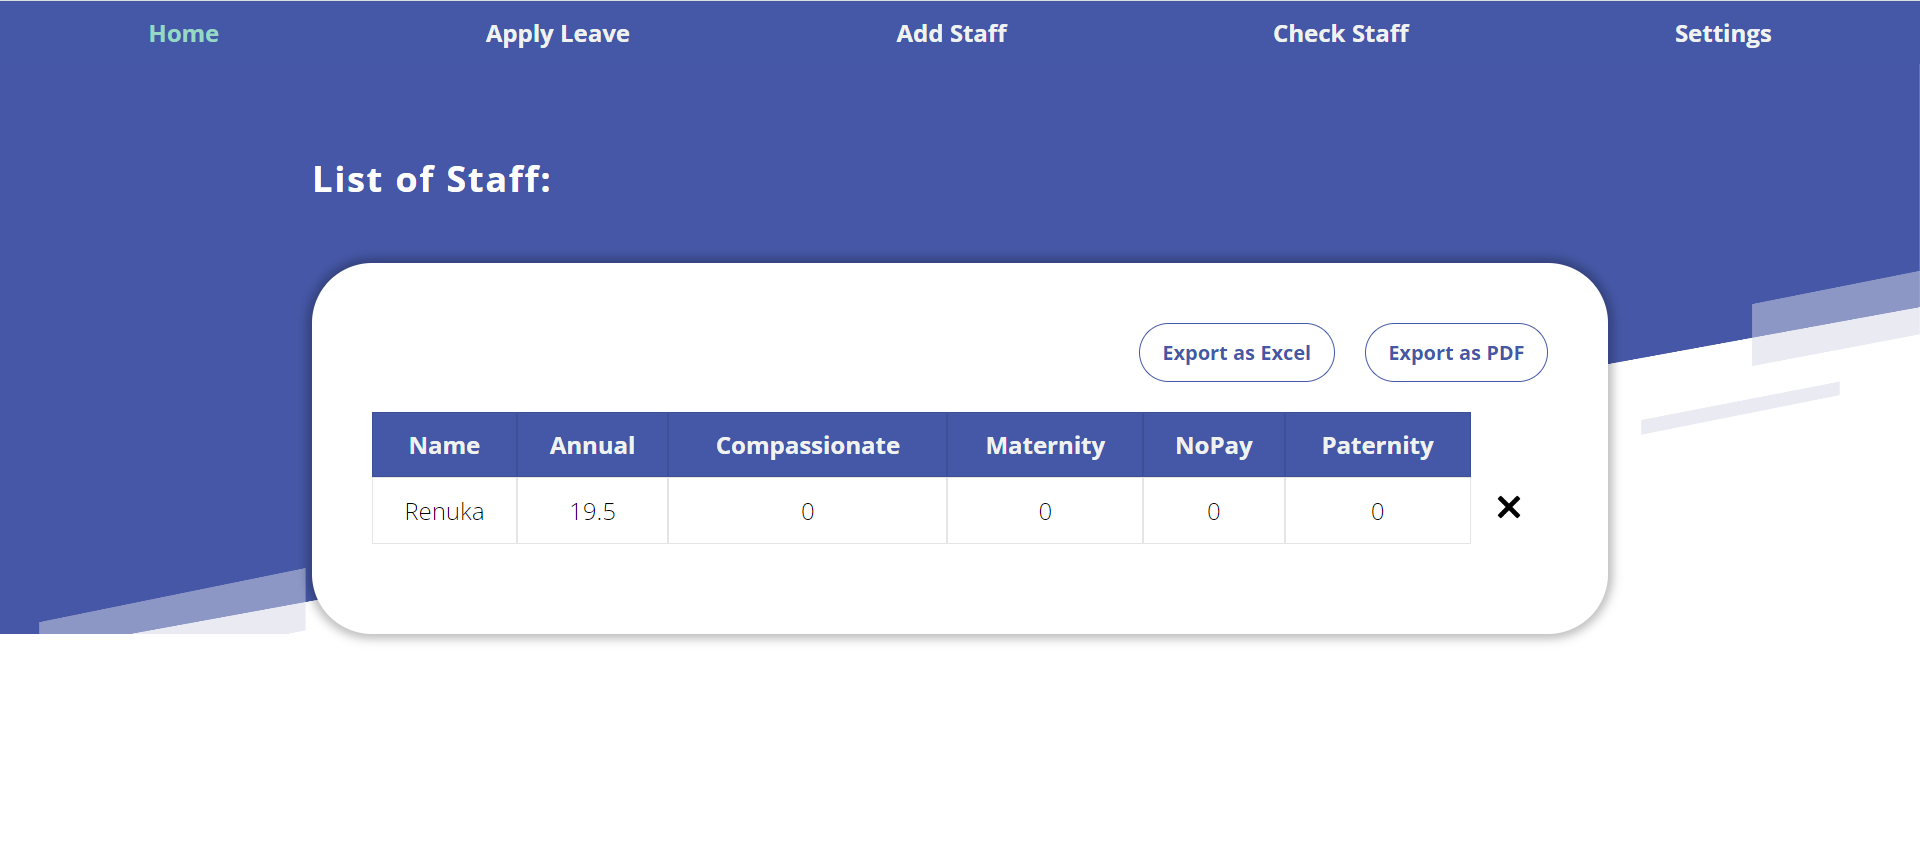 Home Apply Leave Add Staff Check Staff Settings
List of Staff:
Export as Excel Export as PDF
Name Annual Compassionate Maternity NoPay Paternity
Renuka 19.5 0 0 0 0